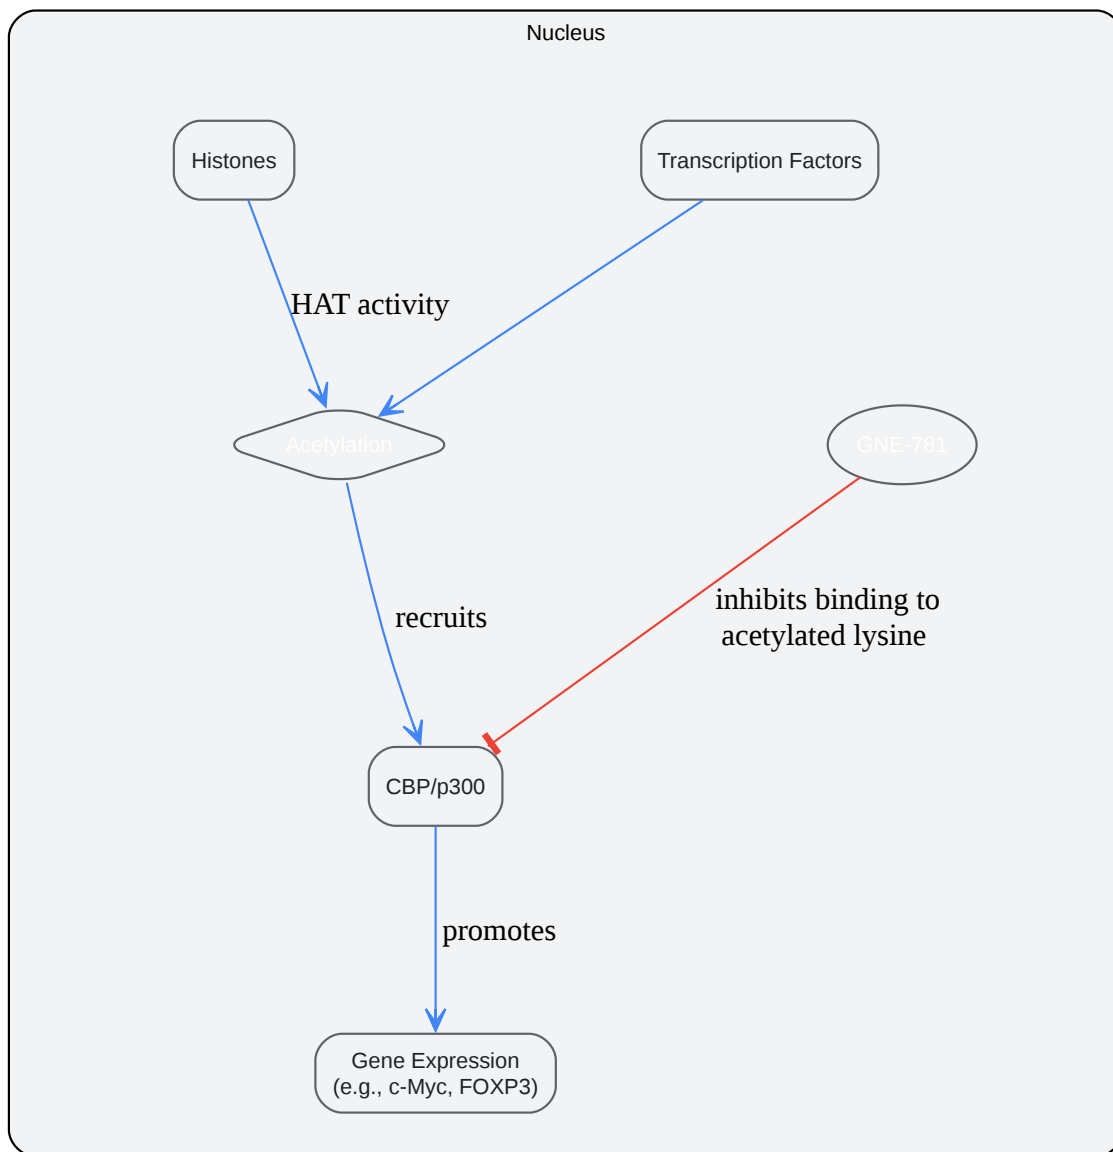 Nucleus
Histones
Transcription Factors
HAT activity
Acetylation
GNE-781
inhibits binding to
acetylated lysine
recruits
CBP/p300
promotes
Gene Expression
(e.g., c-Myc, FOXP3)